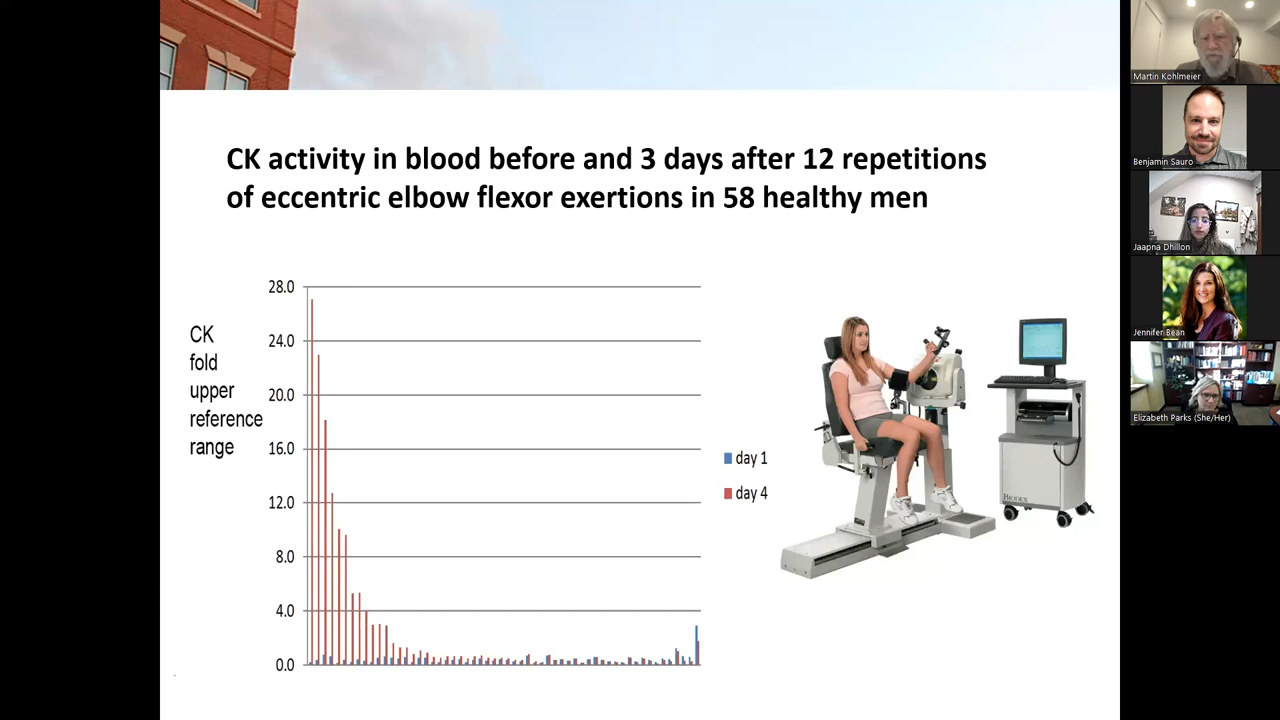 CK activity in blood before and 3 days after 12 repetitions
of eccentric elbow flexor exertions in 58 healthy men
CK
fold
upper
reference
range
28.0
24.0
20.0
16.0
12.0
8.0
4.0
0.0
day 1
day 4
BIODEX
Martin Kohlmeier
Benjamin Sauro
Jaapna Dhillon
Jennifer Bean
Elizabeth Parks (She/Her)